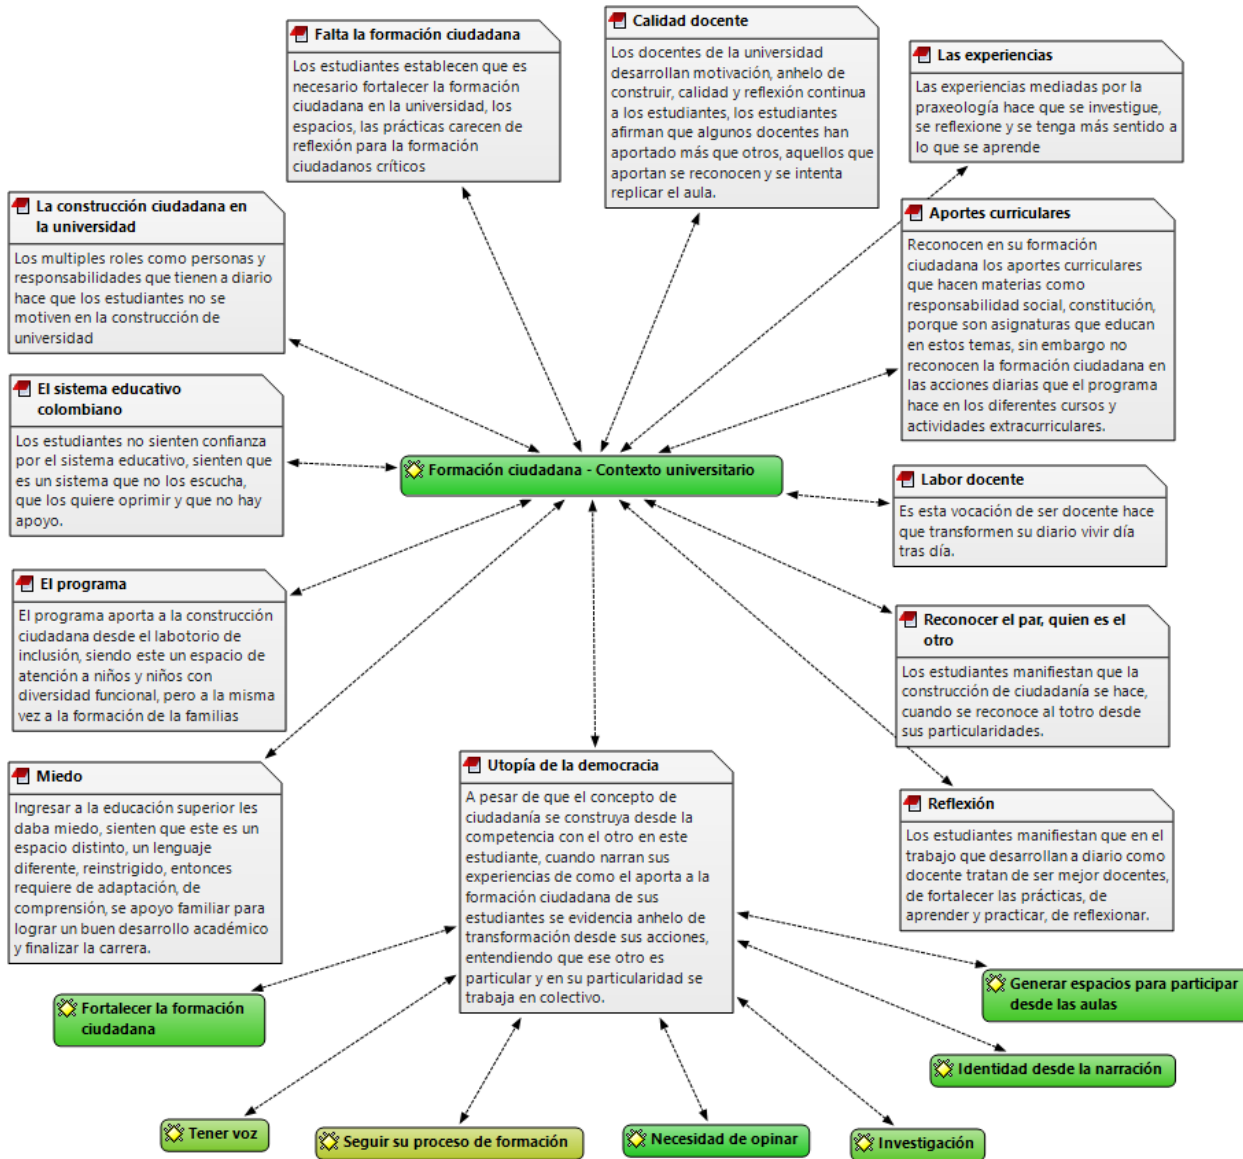 Falta la formación ciudadana
Los estudiantes establecen que es
necesario fortalecer la formación
ciudadana en la universidad, los
espacios, las prácticas carecen de
reflexión para la formación
ciudadanos críticos
Calidad docente
Los docentes de la universidad
desarrollan motivación, anhelo de
construir, calidad y reflexión continua
a los estudiantes, los estudiantes
afirman que algunos docentes han
aportado más que otros, aquellos que
aportan se reconocen y se intenta
replicar el aula.
Las experiencias
Las experiencias mediadas por la
praxeología hace que se investigue,
se reflexione y se tenga más sentido a
lo que se aprende
La construcción ciudadana en
la universidad
Los multiples roles como personas y
responsabilidades que tienen a diario
hace que los estudiantes no se
motiven en la construcción de
universidad
Aportes curriculares
Reconocen en su formación
ciudadana los aportes curriculares
que hacen materias como
responsabilidad social, constitución,
porque son asignaturas que educan
en estos temas, sin embargo no
reconocen la formación ciudadana en
las acciones diarias que el programa
hace en los diferentes cursos y
actividades extracurriculares.
El sistema educativo
colombiano
Los estudiantes no sienten confianza
por el sistema educativo, sienten que
es un sistema que no los escucha,
que los quiere oprimir y que no hay
apoyo.
Formación ciudadana - Contexto universitario
Labor docente
Es esta vocación de ser docente hace
que transformen su diario vivir día
tras día.
El programa
El programa aporta a la construcción
ciudadana desde el labotorio de
inclusión, siendo este un espacio de
atención a niños y niños con
diversidad funcional, pero a la misma
vez a la formación de la familias
Reconocer el par, quien es el
otro
Los estudiantes manifiestan que la
construcción de ciudadanía se hace,
cuando se reconoce al totro desde
sus particularidades.
Miedo
Ingresar a la educación superior les
daba miedo, sienten que este es un
espacio distinto, un lenguaje
diferente, reinstrigido, entonces
requiere de adaptación, de
comprensión, se apoyo familiar para
lograr un buen desarrollo académico
y finalizar la carrera.
Utopía de la democracia
A pesar de que el concepto de
ciudadanía se construya desde la
competencia con el otro en este
estudiante, cuando narran sus
experiencias de como el aporta a la
formación ciudadana de sus
estudiantes se evidencia anhelo de
transformación desde sus acciones,
entendiendo que ese otro es
particular y en su particularidad se
trabaja en colectivo.
Reflexión
Los estudiantes manifiestan que en el
trabajo que desarrollan a diario como
docente tratan de ser mejor docentes,
de fortalecer las prácticas, de
aprender y practicar, de reflexionar.
Fortalecer la formación
ciudadana
Generar espacios para participar
desde las aulas
Identidad desde la narración
Tener voz
Seguir su proceso de formación
Necesidad de opinar
Investigación